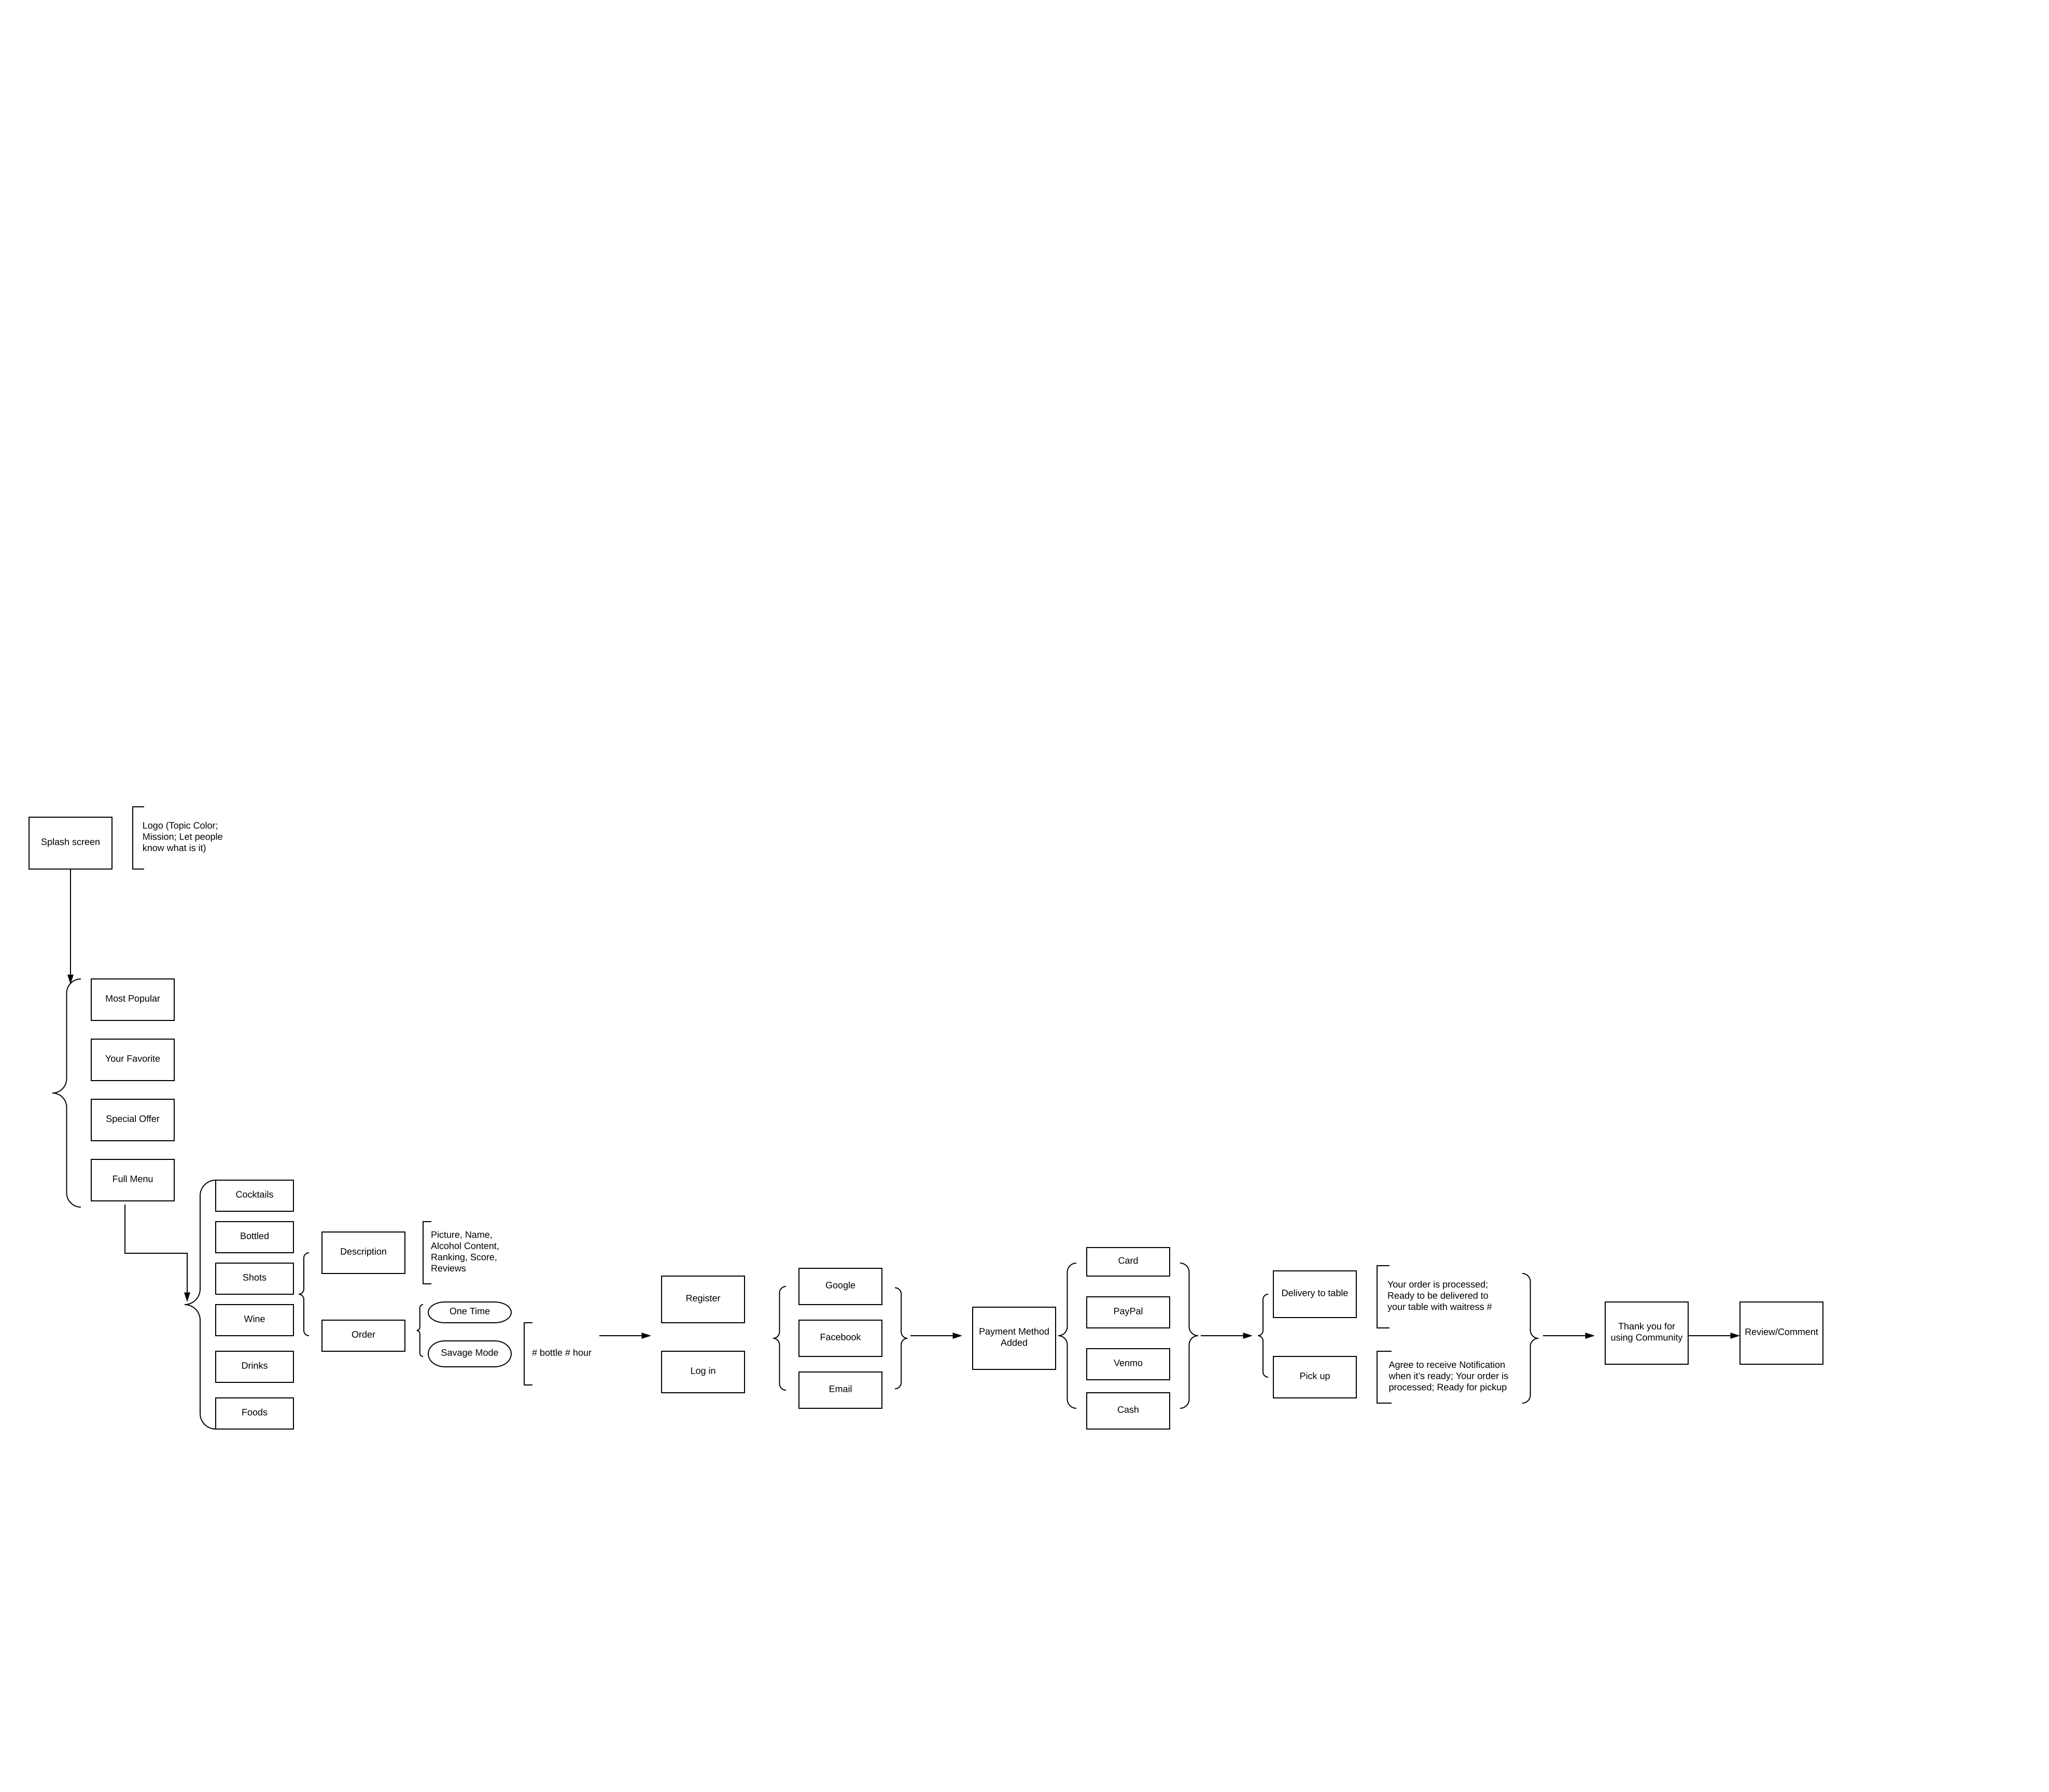 Splash screen
Logo (Topic Color;
Mission; Let people
know what is it)
Most Popular
Your Favorite
Special Offer
Full Menu
Cocktails
Bottled
Shots
Wine
Drinks
Foods
Description
Picture, Name,
Alcohol Content,
Ranking, Score,
Reviews
Order
One Time
Savage Mode
# bottle # hour
Register
Log in
Google
Facebook
Email
Payment Method
Added
Card
PayPal
Venmo
Cash
Delivery to table
Your order is processed;
Ready to be delivered to
your table with waitress #
Pick up
Agree to receive Notification
when it's ready; Your order is
processed; Ready for pickup
Thank you for
using Community
Review/Comment